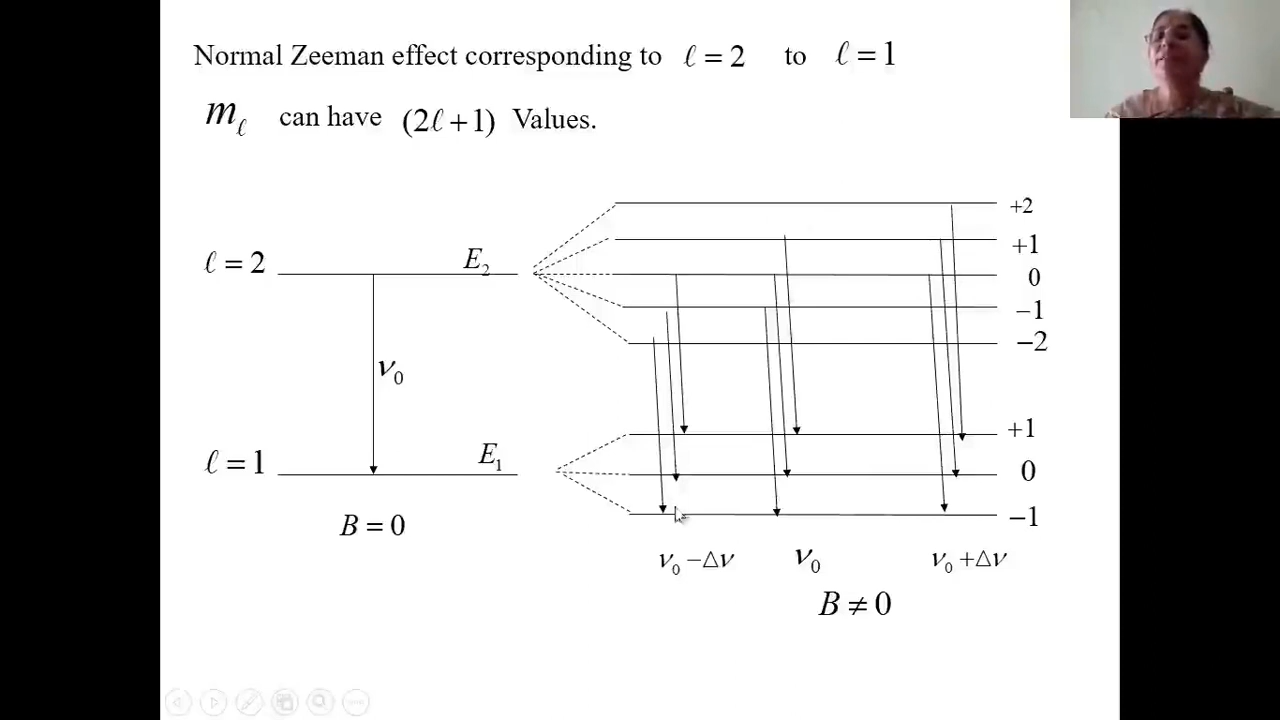 Normal Zeeman effect corresponding to ℓ = 2 to ℓ = 1
mℓ can have (2ℓ + 1) Values.
+2
+1
ℓ = 2 E₂ 0
−1
−2
ν₀
+1
ℓ = 1 E₁ 0
−1
B = 0
ν₀ − Δν ν₀ ν₀ + Δν
B ≠ 0